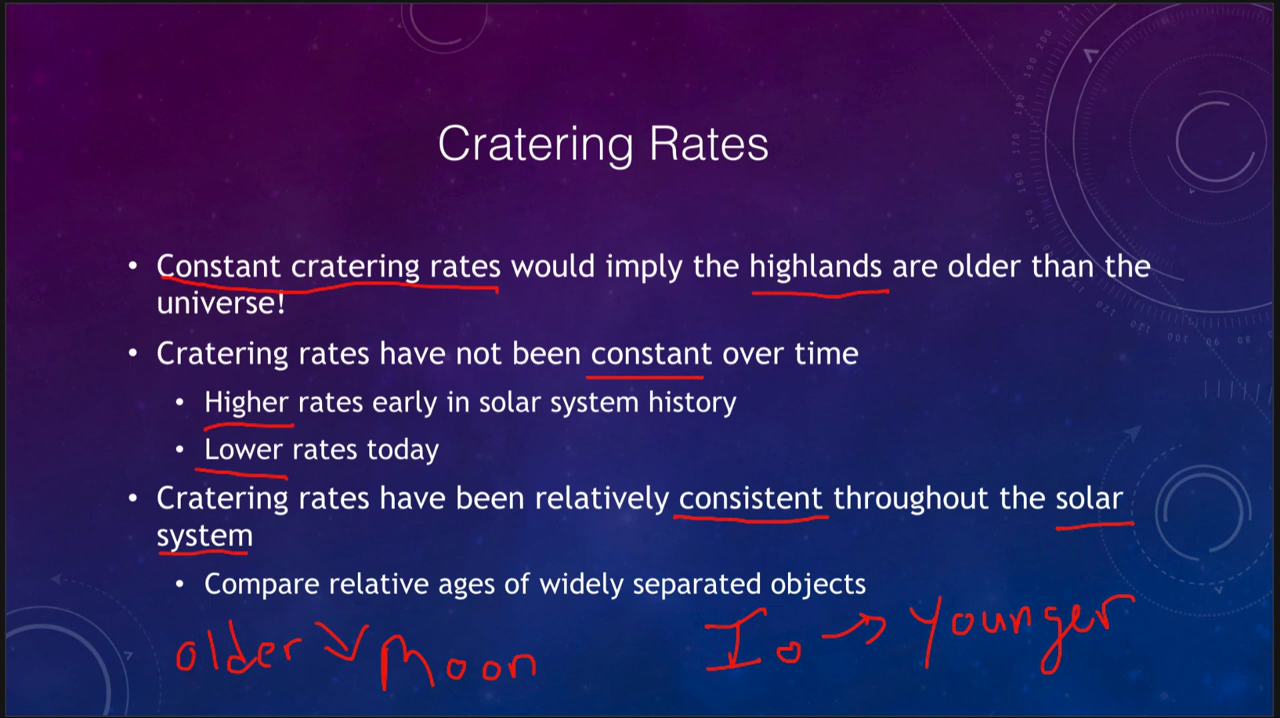 Cratering Rates
• Constant cratering rates would imply the highlands are older than the
universe!
• Cratering rates have not been constant over time
• Higher rates early in solar system history
• Lower rates today
• Cratering rates have been relatively consistent throughout the solar
system
• Compare relative ages of widely separated objects
older → Moon
Io → Younger